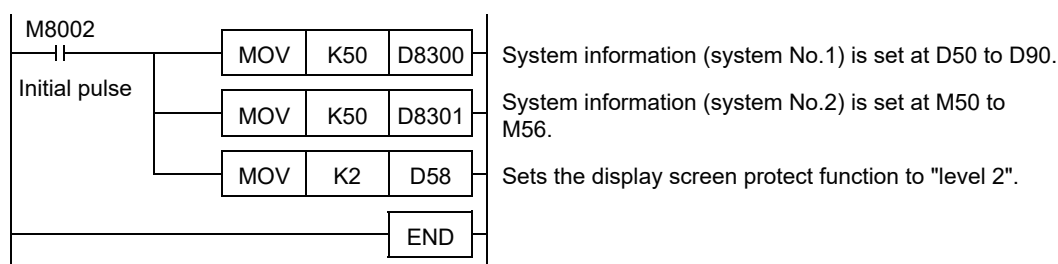 M8002
MOV K50 D8300
System information (system No.1) is set at D50 to D90.
Initial pulse
MOV K50 D8301
System information (system No.2) is set at M50 to
M56.
MOV K2 D58
Sets the display screen protect function to "level 2".
END